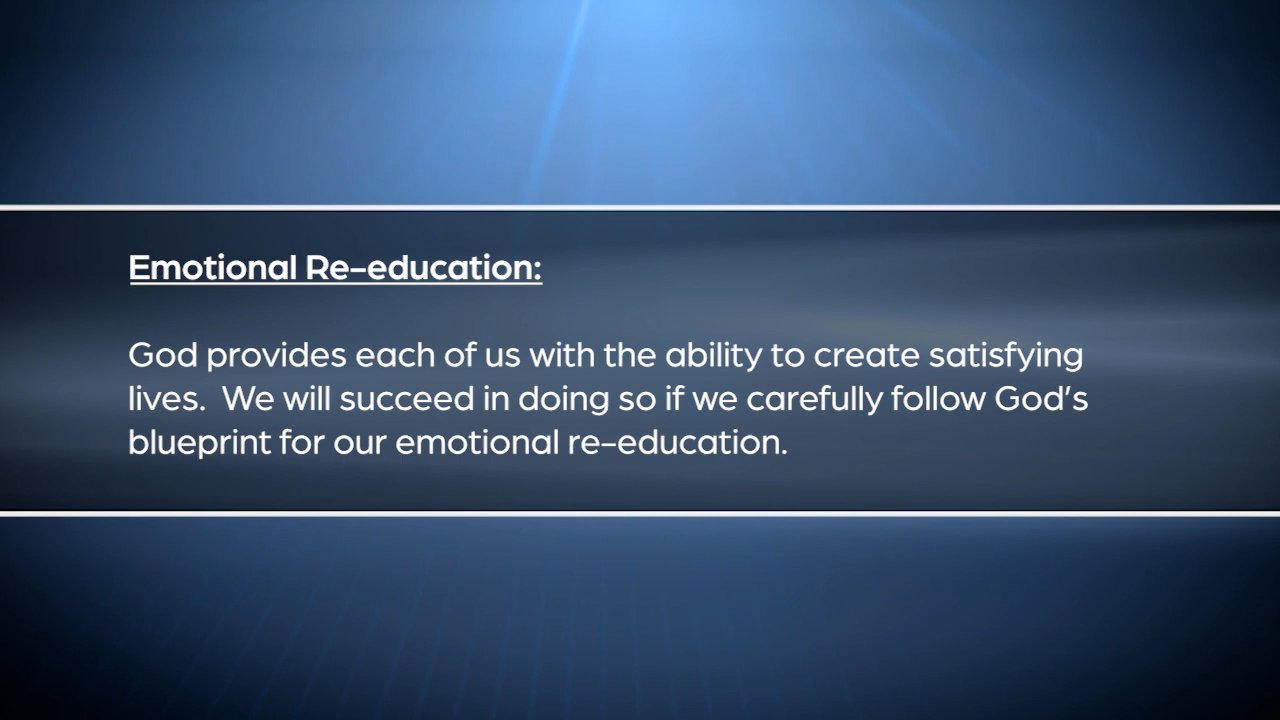 Emotional Re-education:
God provides each of us with the ability to create satisfying
lives.  We will succeed in doing so if we carefully follow God's
blueprint for our emotional re-education.